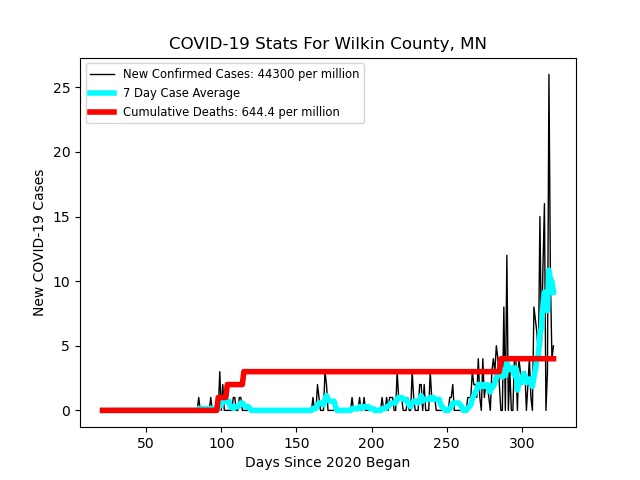 COVID-19 Stats For Wilkin County, MN
New Confirmed Cases: 44300 per million
7 Day Case Average
Cumulative Deaths: 644.4 per million
New COVID-19 Cases
25
20
15
10
5
0
50
100
150
200
250
300
Days Since 2020 Began